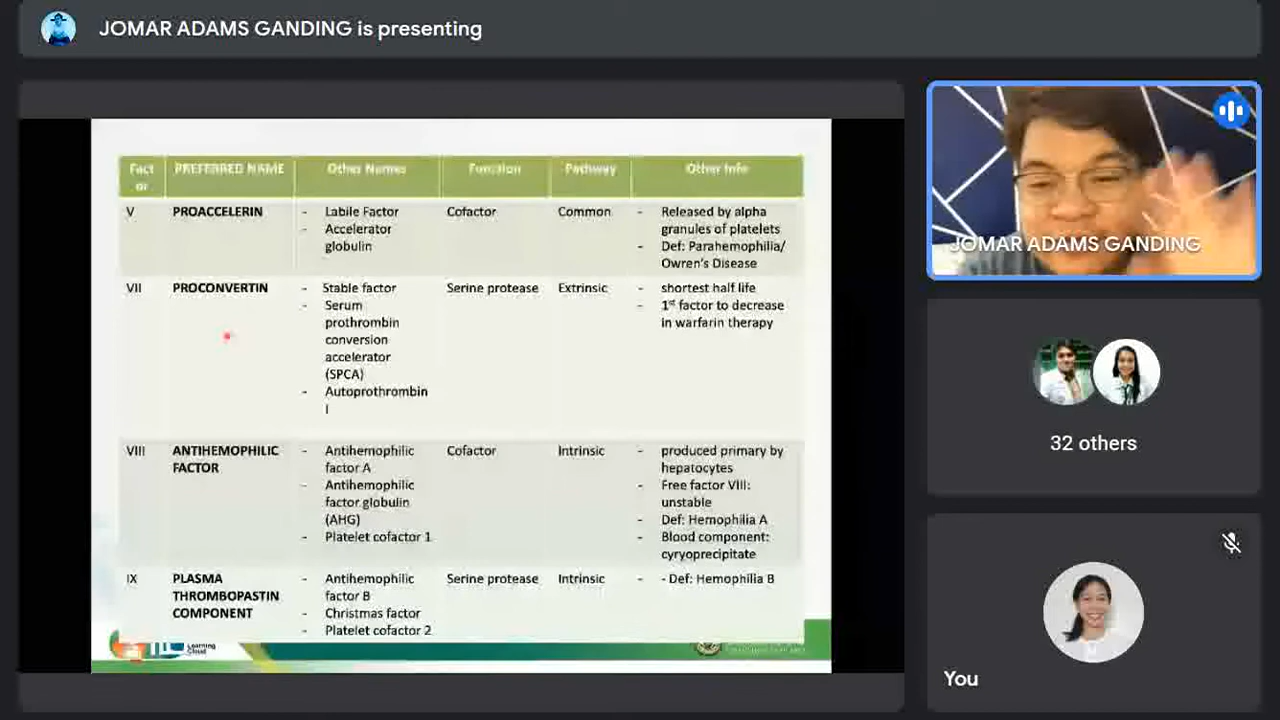 JOMAR ADAMS GANDING is presenting
Fact
or
PREFERRED NAME
Other Names
Function
Pathway
Other Info
V
PROACCELERIN
- Labile Factor
- Accelerator
globulin
Cofactor
Common
- Released by alpha
granules of platelets
- Def: Parahemophilia/
Owren's Disease
VII
PROCONVERTIN
- Stable factor
- Serum
prothrombin
conversion
accelerator
(SPCA)
- Autoprothrombin
I
Serine protease
Extrinsic
- shortest half life
- 1st factor to decrease
in warfarin therapy
VIII
ANTIHEMOPHILIC
FACTOR
- Antihemophilic
factor A
- Antihemophilic
factor globulin
(AHG)
- Platelet cofactor 1
Cofactor
Intrinsic
- produced primary by
hepatocytes
- Free factor VIII:
unstable
- Def: Hemophilia A
- Blood component:
cyryoprecipitate
IX
PLASMA
THROMBOPASTIN
COMPONENT
- Antihemophilic
factor B
- Christmas factor
- Platelet cofactor 2
Serine protease
Intrinsic
- - Def: Hemophilia B
Learning
Cloud
JOMAR ADAMS GANDING
32 others
You